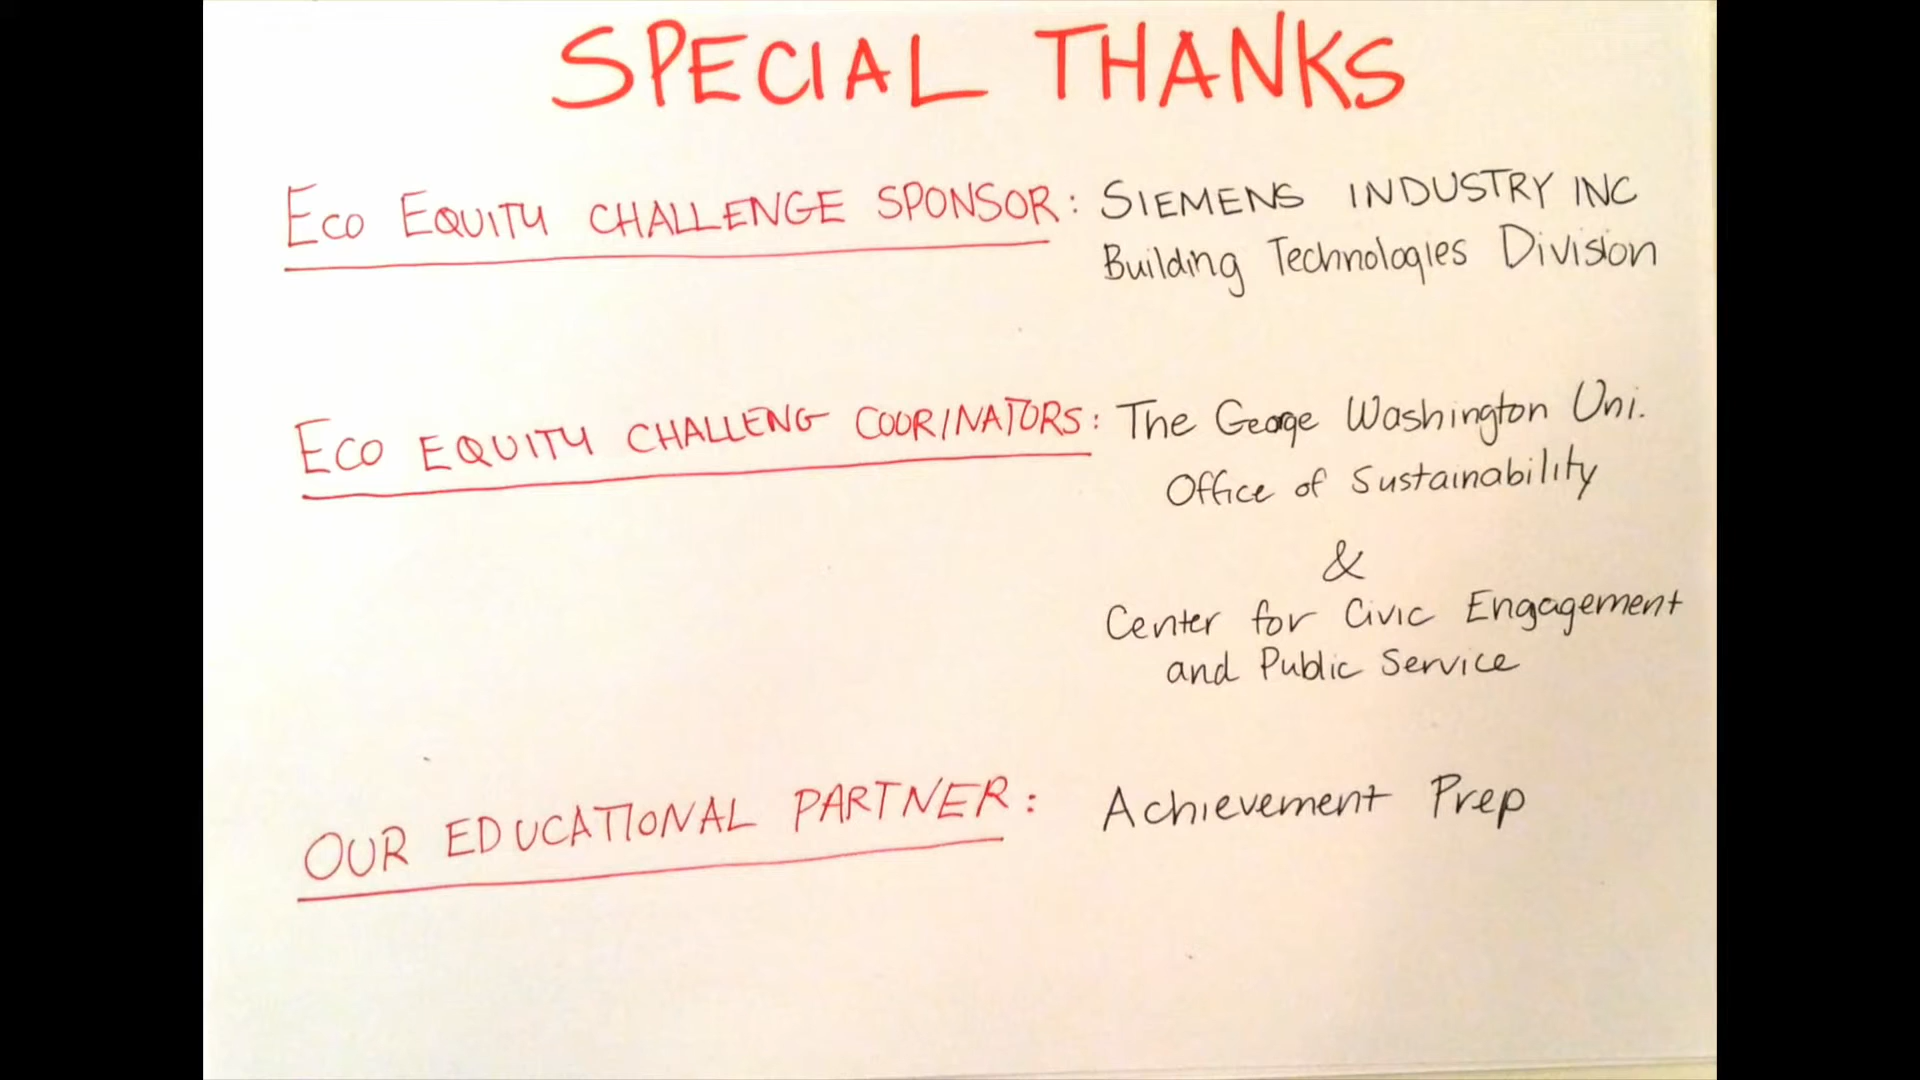 SPECIAL THANKS
ECO EQUITY CHALLENGE SPONSOR: SIEMENS INDUSTRY INC
Building Technologies Division
ECO EQUITY CHALLENG COORINATORS: The George Washington Uni.
Office of Sustainability
&
Center for Civic Engagement
and Public Service
OUR EDUCATIONAL PARTNER: Achievement Prep